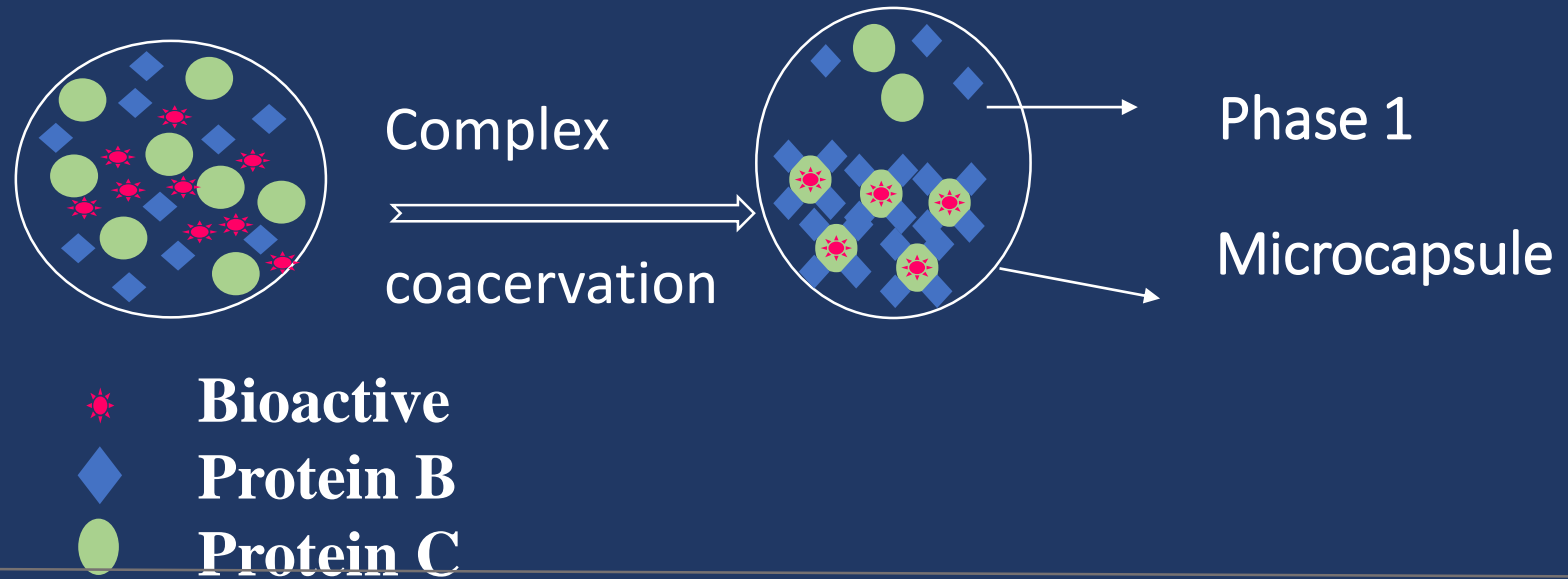 Complex
coacervation
Phase 1
Microcapsule
Bioactive
Protein B
Protein C